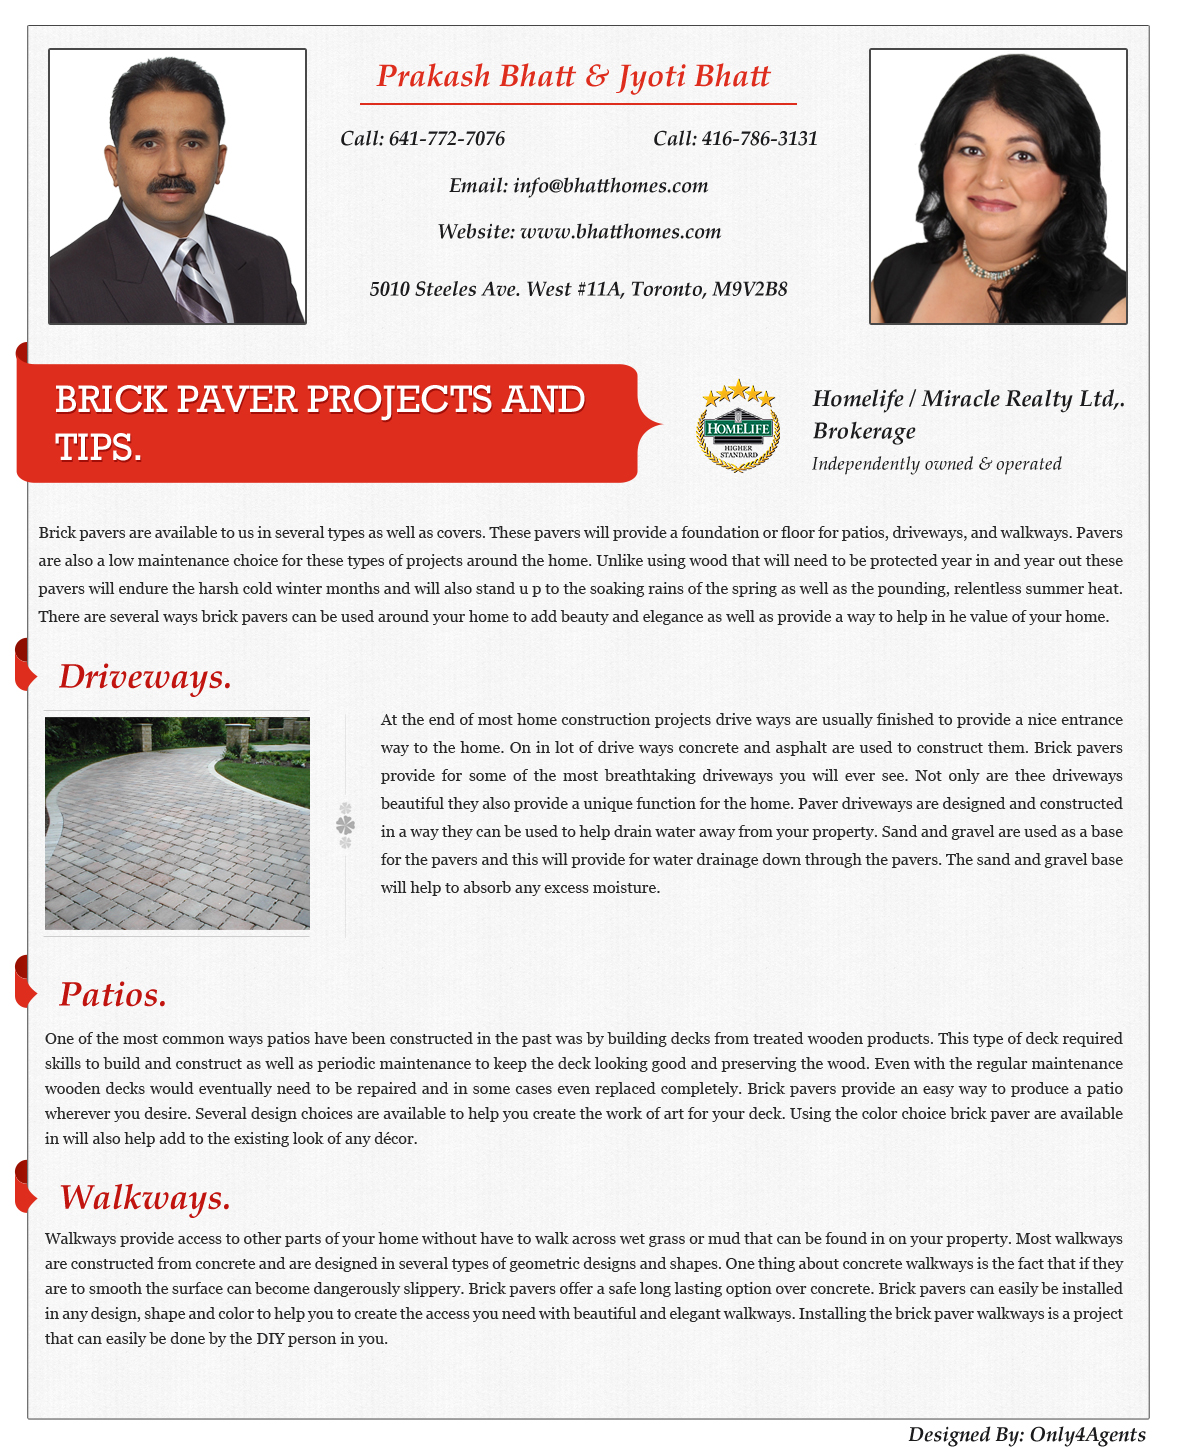 Prakash Bhatt & Jyoti Bhatt
Call: 641-772-7076
Call: 416-786-3131
Email: info@bhatthomes.com
Website: www.bhatthomes.com
5010 Steeles Ave. West #11A, Toronto, M9V2B8
BRICK PAVER PROJECTS AND
TIPS.
HOMELIFE
HIGHER
STANDARD
Homelife / Miracle Realty Ltd,.
Brokerage
Independently owned & operated
Brick pavers are available to us in several types as well as covers. These pavers will provide a foundation or floor for patios, driveways, and walkways. Pavers
are also a low maintenance choice for these types of projects around the home. Unlike using wood that will need to be protected year in and year out these
pavers will endure the harsh cold winter months and will also stand u p to the soaking rains of the spring as well as the pounding, relentless summer heat.
There are several ways brick pavers can be used around your home to add beauty and elegance as well as provide a way to help in he value of your home.
Driveways.
At the end of most home construction projects drive ways are usually finished to provide a nice entrance
way to the home. On in lot of drive ways concrete and asphalt are used to construct them. Brick pavers
provide for some of the most breathtaking driveways you will ever see. Not only are thee driveways
beautiful they also provide a unique function for the home. Paver driveways are designed and constructed
in a way they can be used to help drain water away from your property. Sand and gravel are used as a base
for the pavers and this will provide for water drainage down through the pavers. The sand and gravel base
will help to absorb any excess moisture.
Patios.
One of the most common ways patios have been constructed in the past was by building decks from treated wooden products. This type of deck required
skills to build and construct as well as periodic maintenance to keep the deck looking good and preserving the wood. Even with the regular maintenance
wooden decks would eventually need to be repaired and in some cases even replaced completely. Brick pavers provide an easy way to produce a patio
wherever you desire. Several design choices are available to help you create the work of art for your deck. Using the color choice brick paver are available
in will also help add to the existing look of any décor.
Walkways.
Walkways provide access to other parts of your home without have to walk across wet grass or mud that can be found in on your property. Most walkways
are constructed from concrete and are designed in several types of geometric designs and shapes. One thing about concrete walkways is the fact that if they
are to smooth the surface can become dangerously slippery. Brick pavers offer a safe long lasting option over concrete. Brick pavers can easily be installed
in any design, shape and color to help you to create the access you need with beautiful and elegant walkways. Installing the brick paver walkways is a project
that can easily be done by the DIY person in you.
Designed By: Only4Agents